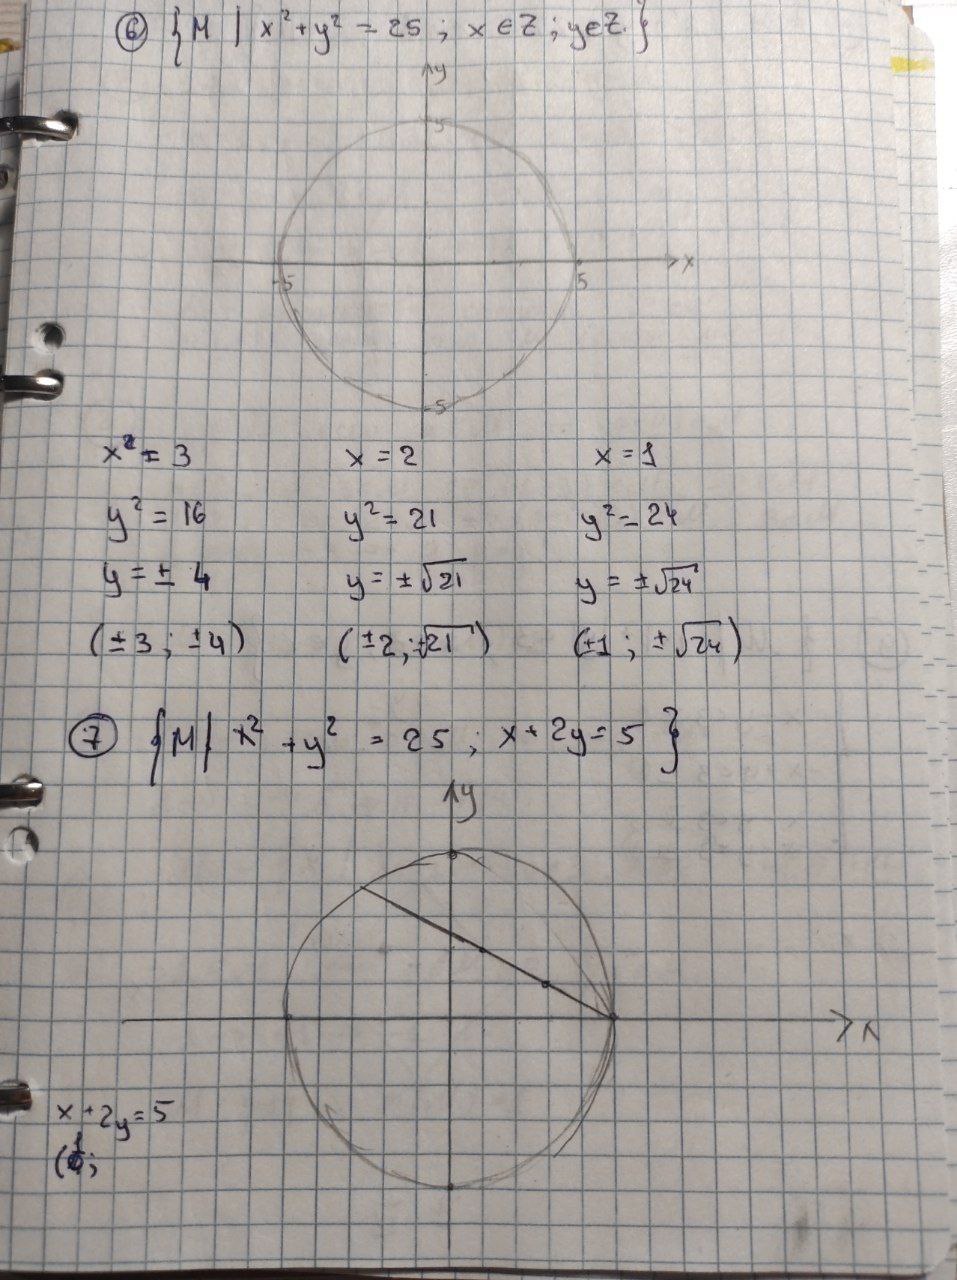 6 {M | x² + y² = 25 ; x ∈ Z ; y ∈ Z.}
y
5
-5 5 x
-5
x = 3 x = 2 x = 1
y² = 16 y² = 21 y² = 24
y = ± 4 y = ±√21 y = ±√24
(±3 ; ±4) (±2 ; ±√21) (±1 ; ±√24)
7 {M | x² + y² = 25 ; x + 2y = 5 }
y
x
x + 2y = 5
(1;